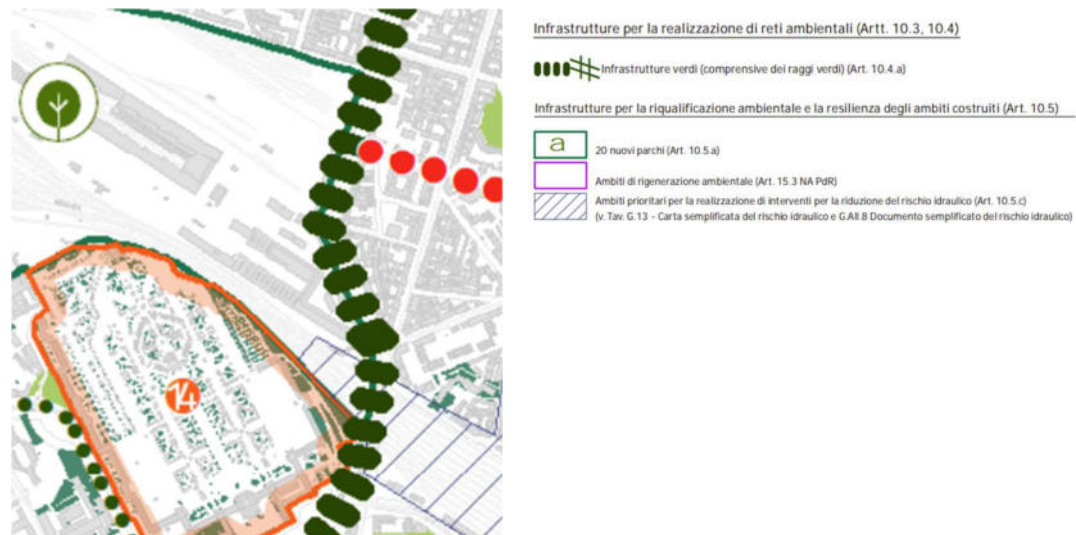 Infrastrutture per la realizzazione di reti ambientali (Artt. 10.3, 10.4)
Infrastrutture verdi (comprensive dei raggi verdi) (Art. 10.4.a)
Infrastrutture per la riqualificazione ambientale e la resilienza degli ambiti costruiti (Art. 10.5)
a
20 nuovi parchi (Art. 10.5.a)
Ambiti di rigenerazione ambientale (Art. 15.3 NA PdR)
Ambiti prioritari per la realizzazione di interventi per la riduzione del rischio idraulico (Art. 10.5.c)
(v. Tav. G.13 - Carta semplificata del rischio idraulico e G.All.8 Documento semplificato del rischio idraulico)
14